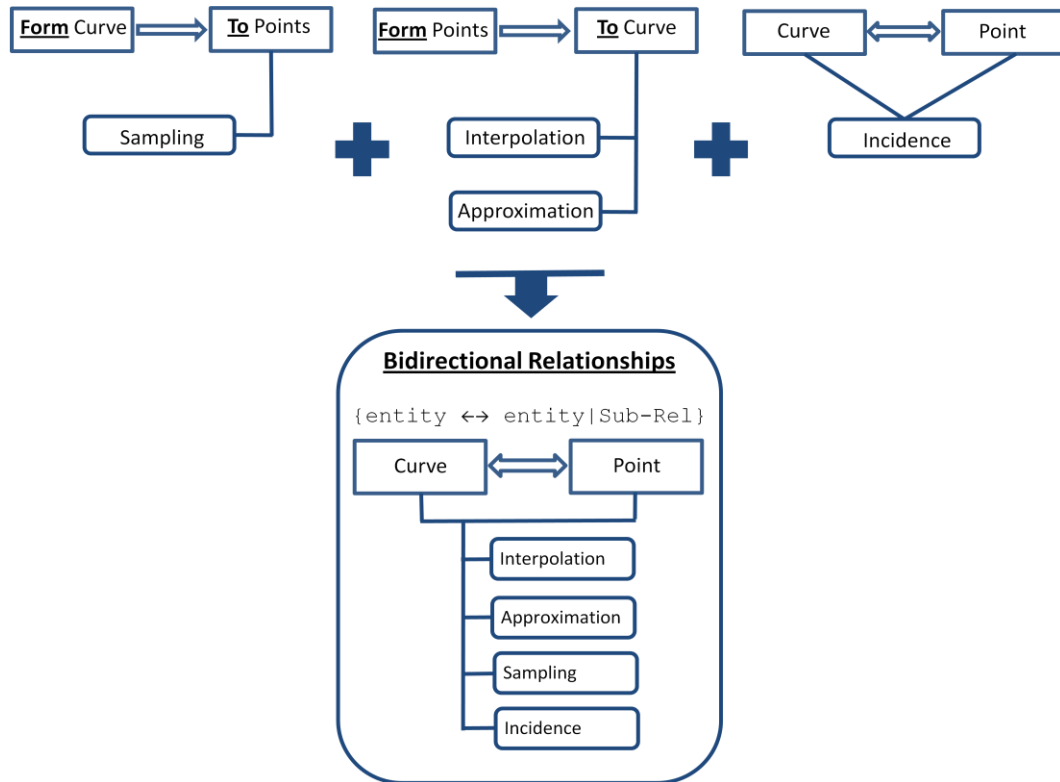 Form Curve
To Points
Form Points
To Curve
Curve
Point
Sampling
Interpolation
Approximation
Incidence
Bidirectional Relationships
{entity ↔ entity|Sub-Rel}
Curve
Point
Interpolation
Approximation
Sampling
Incidence